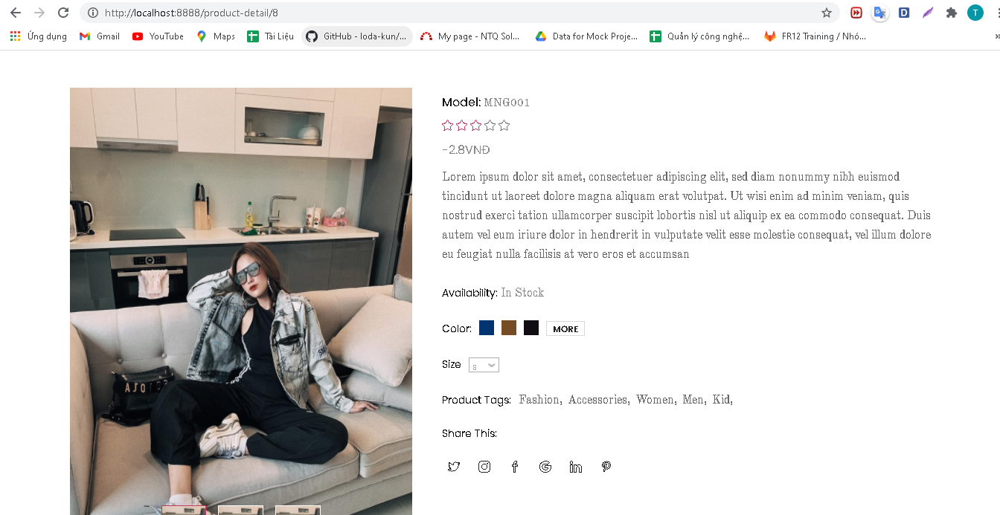 http://localhost:8888/product-detail/8
T
Ứng dụng
Gmail
YouTube
Maps
Tài Liệu
GitHub - loda-kun/...
My page - NTQ Sol...
Data for Mock Proje...
Quản lý công nghệ...
FR12 Training / Nhó...
»
Model: MNG001
-2.8VNĐ
Lorem ipsum dolor sit amet, consectetuer adipiscing elit, sed diam nonummy nibh euismod
tincidunt ut laoreet dolore magna aliquam erat volutpat. Ut wisi enim ad minim veniam, quis
nostrud exerci tation ullamcorper suscipit lobortis nisl ut aliquip ex ea commodo consequat. Duis
autem vel eum iriure dolor in hendrerit in vulputate velit esse molestie consequat, vel illum dolore
eu feugiat nulla facilisis at vero eros et accumsan
Availability: In Stock
Color: MORE
Size s
Product Tags: Fashion, Accessories, Women, Men, Kid,
Share This: